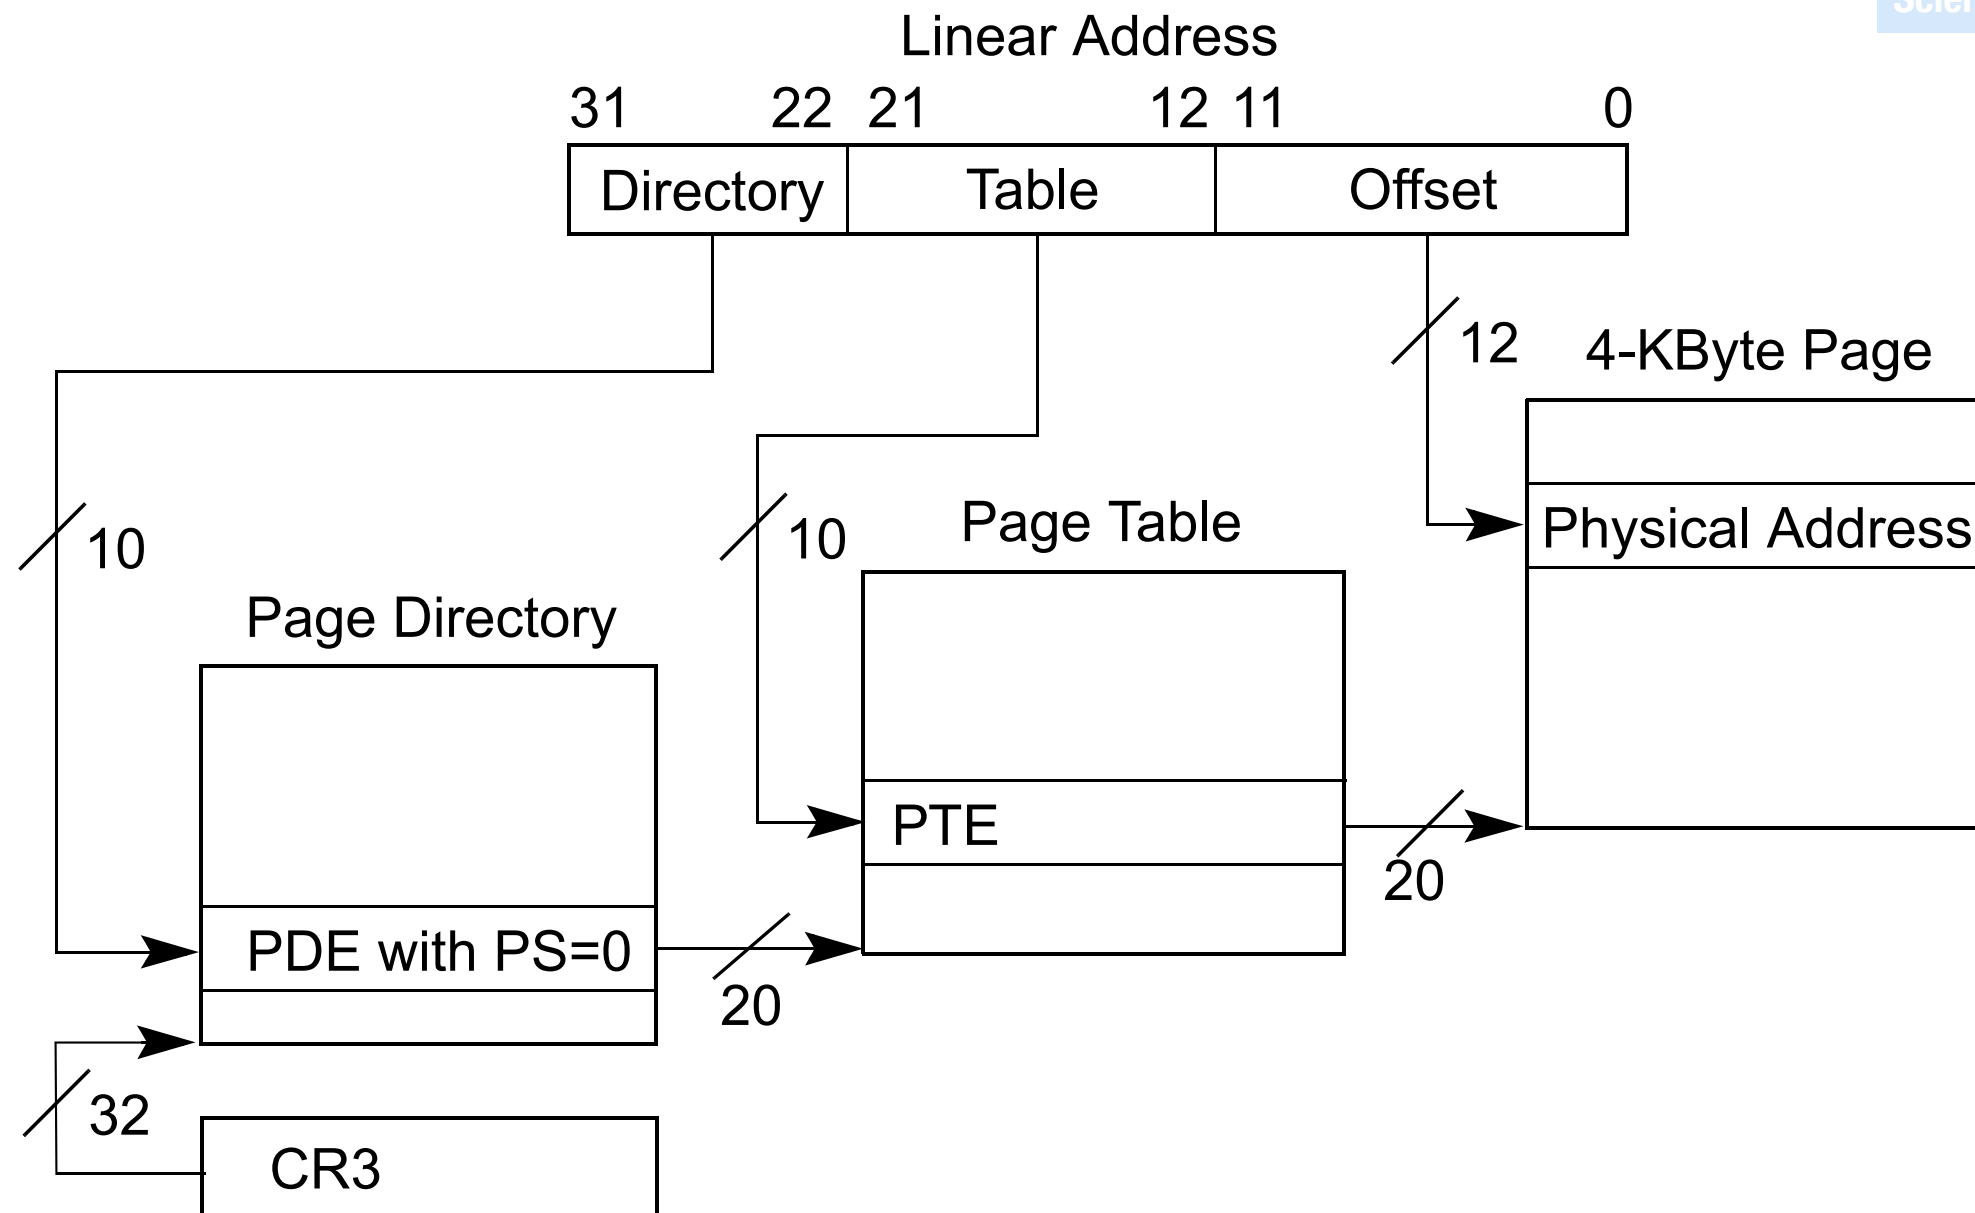 Linear Address
31 22 21 12 11 0
Directory Table Offset
12
4-KByte Page
10
10
Page Table
Physical Address
Page Directory
PTE
20
PDE with PS=0
20
32
CR3